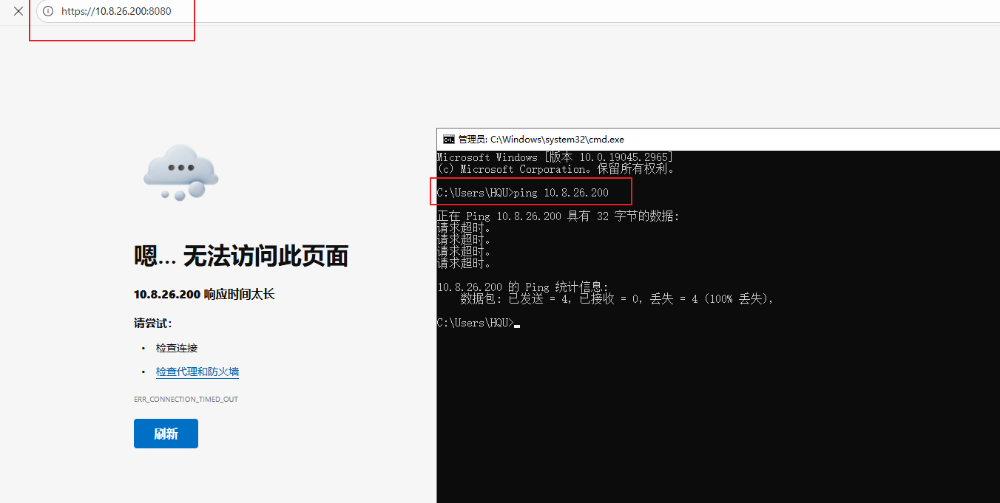 https://10.8.26.200:8080
嗯… 无法访问此页面
10.8.26.200 响应时间太长
请尝试:
• 检查连接
• 检查代理和防火墙
ERR_CONNECTION_TIMED_OUT
刷新
管理员: C:\Windows\system32\cmd.exe
Microsoft Windows [版本 10.0.19045.2965]
(c) Microsoft Corporation。保留所有权利。
C:\Users\HQU>ping 10.8.26.200
正在 Ping 10.8.26.200 具有 32 字节的数据:
请求超时。
请求超时。
请求超时。
请求超时。
10.8.26.200 的 Ping 统计信息:
数据包: 已发送 = 4, 已接收 = 0, 丢失 = 4 (100% 丢失),
C:\Users\HQU>